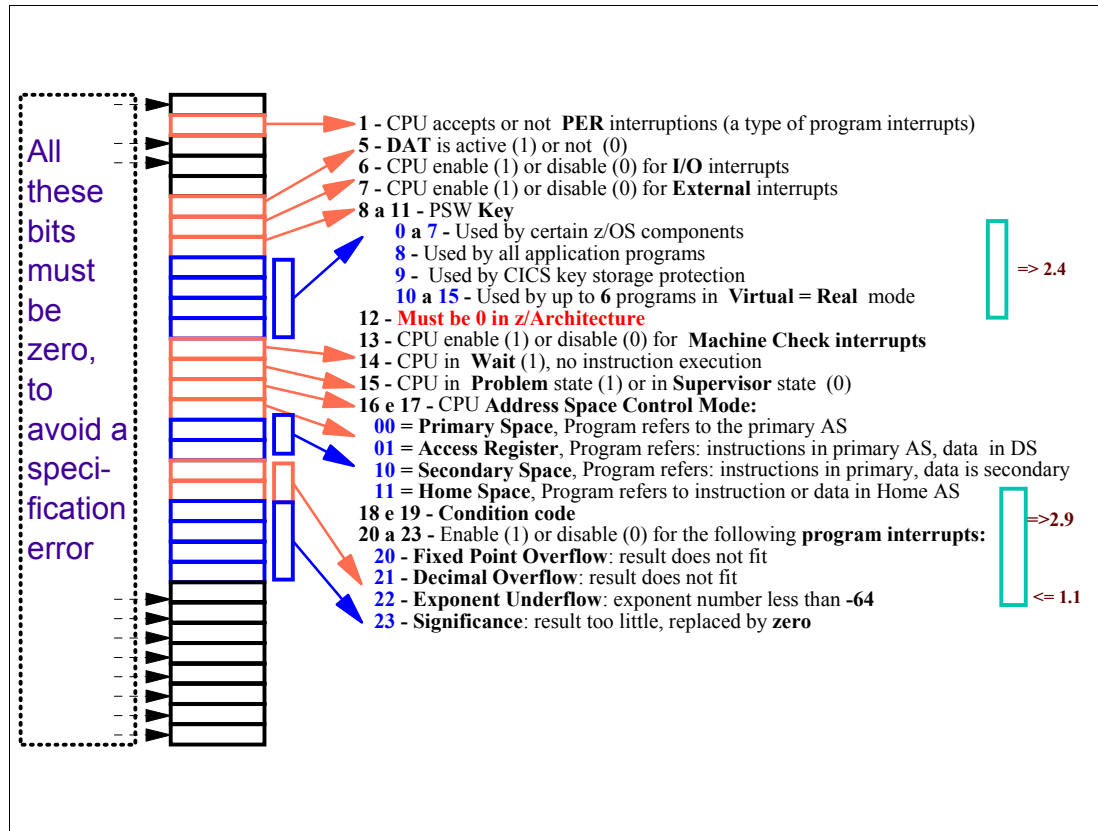 All
these
bits
must
be
zero,
to
avoid a
speci-
fication
error
1 - CPU accepts or not PER interruptions (a type of program interrupts)
5 - DAT is active (1) or not (0)
6 - CPU enable (1) or disable (0) for I/O interrupts
7 - CPU enable (1) or disable (0) for External interrupts
8 a 11 - PSW Key
0 a 7 - Used by certain z/OS components
8 - Used by all application programs
9 - Used by CICS key storage protection
10 a 15 - Used by up to 6 programs in Virtual = Real mode
=> 2.4
12 - Must be 0 in z/Architecture
13 - CPU enable (1) or disable (0) for Machine Check interrupts
14 - CPU in Wait (1), no instruction execution
15 - CPU in Problem state (1) or in Supervisor state (0)
16 e 17 - CPU Address Space Control Mode:
00 = Primary Space, Program refers to the primary AS
01 = Access Register, Program refers: instructions in primary AS, data in DS
10 = Secondary Space, Program refers: instructions in primary, data is secondary
11 = Home Space, Program refers to instruction or data in Home AS
18 e 19 - Condition code
20 a 23 - Enable (1) or disable (0) for the following program interrupts:
20 - Fixed Point Overflow: result does not fit
21 - Decimal Overflow: result does not fit
22 - Exponent Underflow: exponent number less than -64
23 - Significance: result too little, replaced by zero
=>2.9
<= 1.1